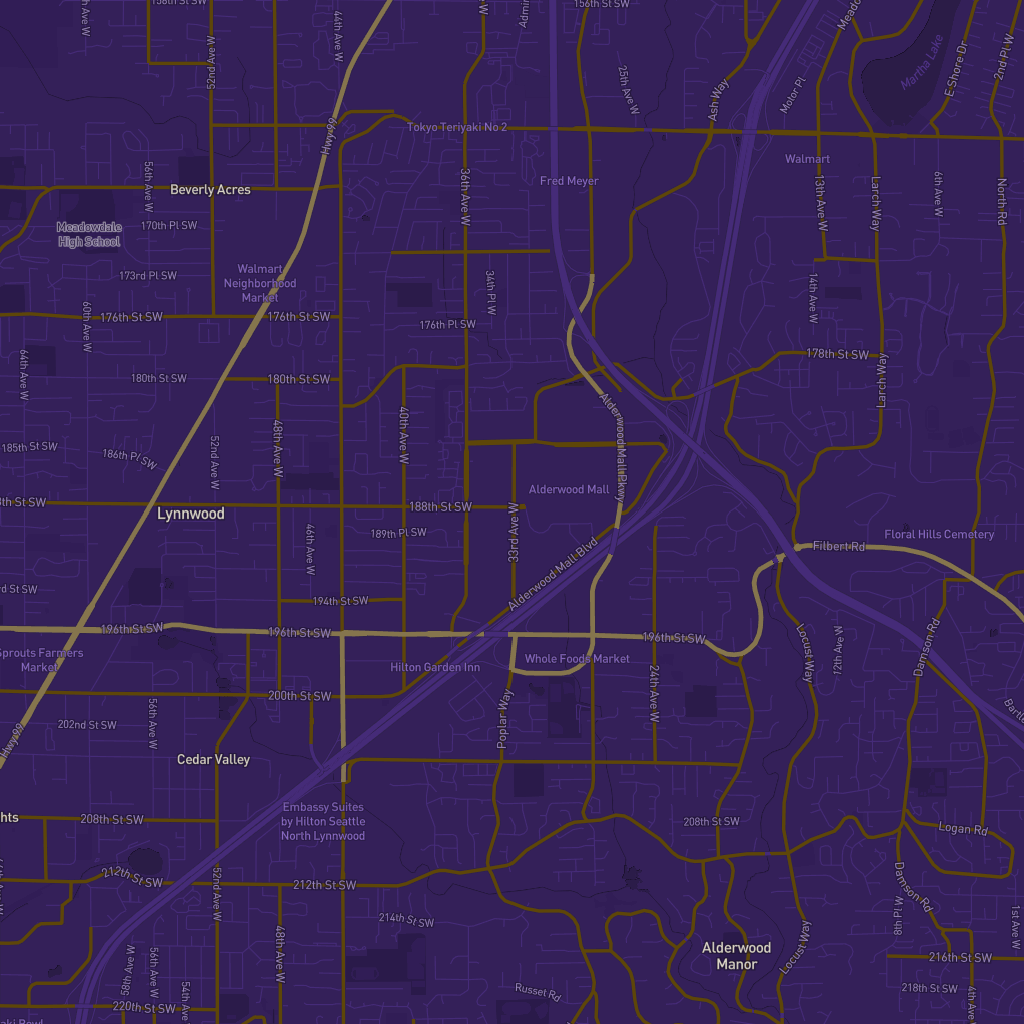 158th St SW
156th St SW
44th Ave W
52nd Ave W
25th Ave W
Ash Way
Motor Pl
Martha Lake
E Shore Dr
2nd Pl W
Tokyo Teriyaki No 2
Hwy 99
Walmart
Fred Meyer
56th Ave W
Beverly Acres
36th Ave W
13th Ave W
Larch Way
6th Ave W
North Rd
Meadowdale
High School
170th Pl SW
173rd Pl SW
Walmart
Neighborhood
Market
34th Pl W
14th Ave W
60th Ave W
176th St SW
176th St SW
176th Pl SW
178th St SW
64th Ave W
180th St SW
180th St SW
Larch Way
40th Ave W
48th Ave W
52nd Ave W
Alderwood Mall Pkwy
185th St SW
186th Pl SW
Alderwood Mall
188th St SW
Lynnwood
33rd Ave W
46th Ave W
189th Pl SW
Floral Hills Cemetery
Filbert Rd
Alderwood Mall Blvd
194th St SW
196th St SW
196th St SW
196th St SW
Sprouts Farmers
Market
Hilton Garden Inn
Whole Foods Market
Locust Way
12th Ave W
Damson Rd
24th Ave W
200th St SW
Poplar Way
56th Ave W
202nd St SW
Hwy 99
Cedar Valley
Embassy Suites
by Hilton Seattle
North Lynnwood
208th St SW
208th St SW
Logan Rd
212th St SW
212th St SW
52nd Ave W
Damson Rd
8th Pl W
1st Ave W
214th St SW
48th Ave W
Alderwood
Manor
Locust Way
216th St SW
58th Ave W
56th Ave W
54th Ave
218th St SW
4th Ave
Russet Rd
220th St SW